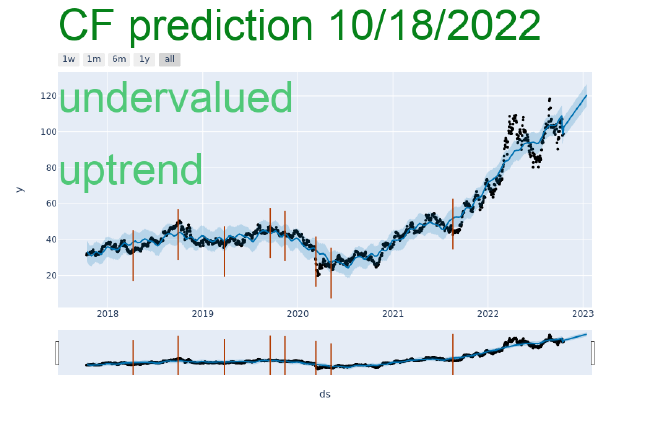 CF prediction 10/18/2022
1w 1m 6m 1y all
undervalued
uptrend
120
100
80
60
40
20
y
2018 2019 2020 2021 2022 2023
ds